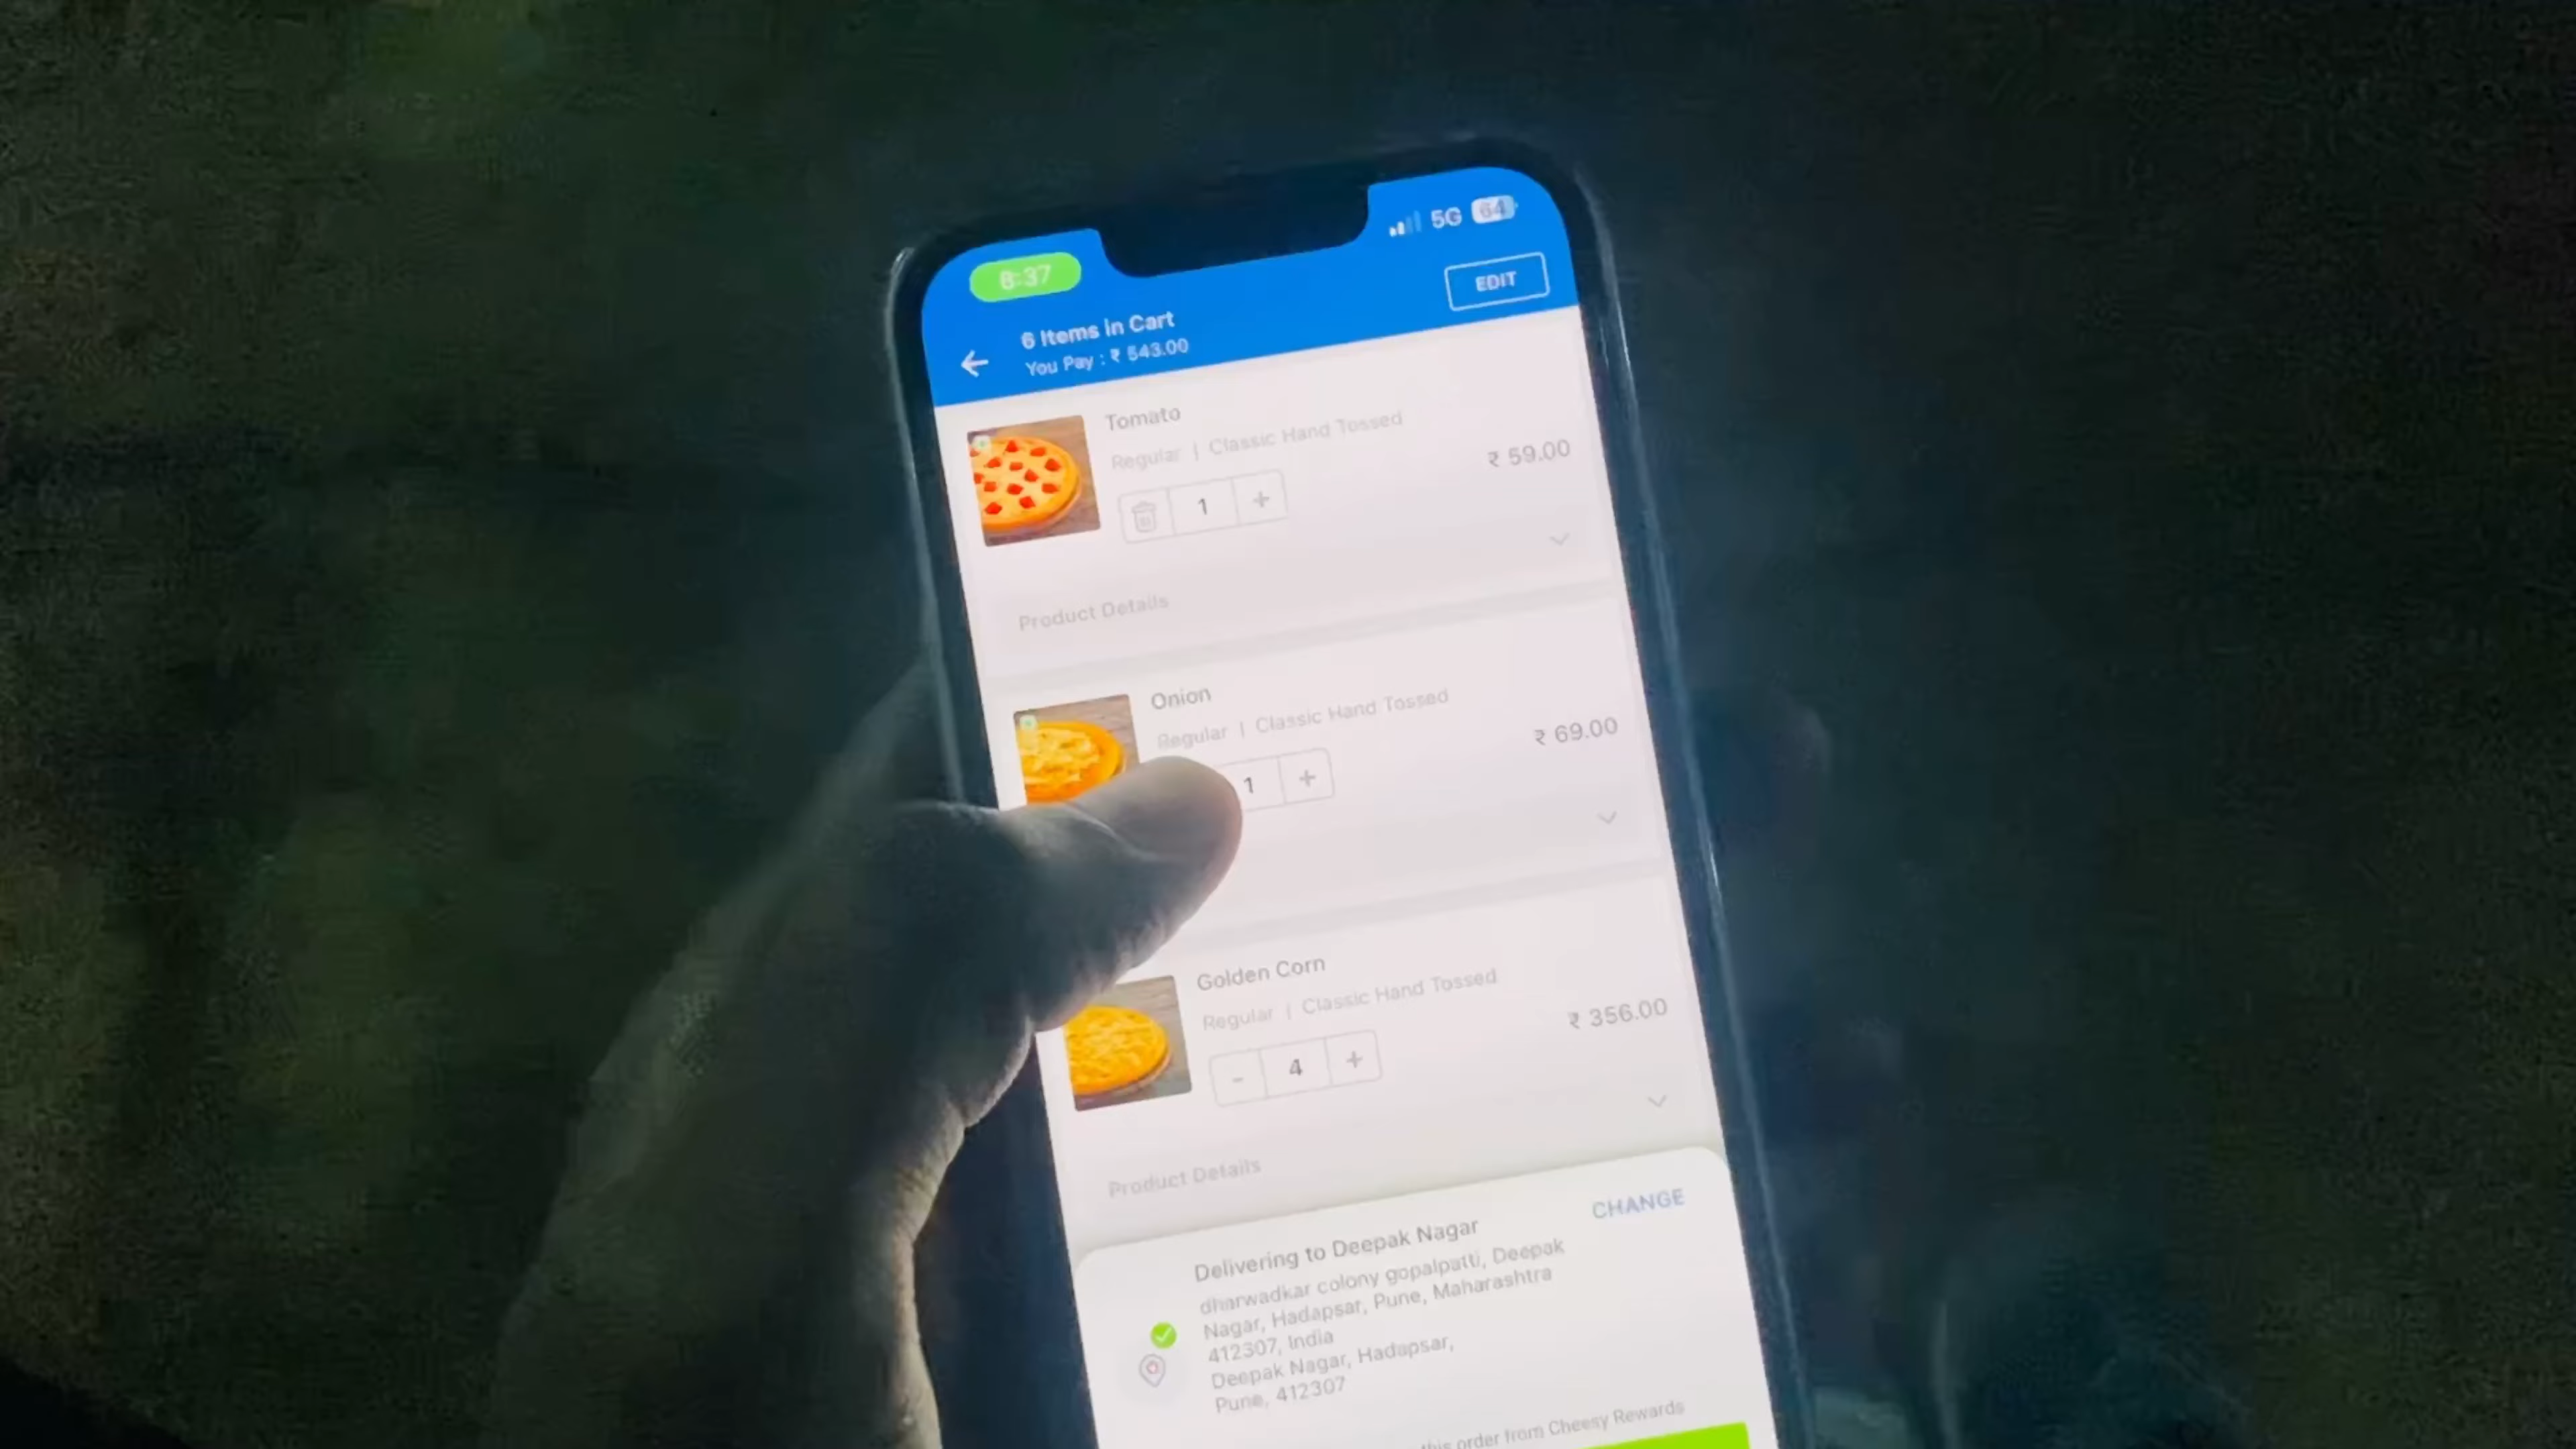 8:37
5G 64
EDIT
6 Items in Cart
You Pay : ₹ 543.00
Tomato
Regular | Classic Hand Tossed
₹ 59.00
1 +
Product Details
Onion
Regular | Classic Hand Tossed
₹ 69.00
1 +
Golden Corn
Regular | Classic Hand Tossed
₹ 356.00
- 4 +
Product Details
CHANGE
Delivering to Deepak Nagar
dharwadkar colony gopalpatti, Deepak
Nagar, Hadapsar, Pune, Maharashtra
412307, India
Deepak Nagar, Hadapsar,
Pune, 412307
this order from Cheesy Rewards